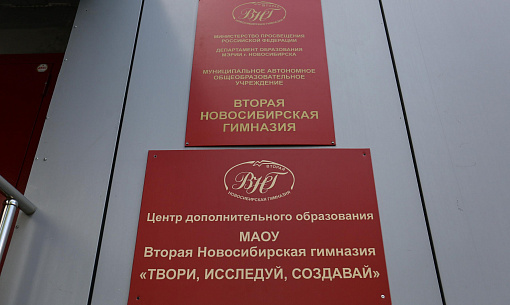 ВНГ
МИНИСТЕРСТВО ПРОСВЕЩЕНИЯ
РОССИЙСКОЙ ФЕДЕРАЦИИ
ДЕПАРТАМЕНТ ОБРАЗОВАНИЯ
МЭРИИ г. НОВОСИБИРСКА
МУНИЦИПАЛЬНОЕ АВТОНОМНОЕ
ОБЩЕОБРАЗОВАТЕЛЬНОЕ
УЧРЕЖДЕНИЕ
ВТОРАЯ
НОВОСИБИРСКАЯ
ГИМНАЗИЯ
ВТОРАЯ
ВНГ
НОВОСИБИРСКАЯ ГИМНАЗИЯ
Центр дополнительного образования
МАОУ
Вторая Новосибирская гимназия
«ТВОРИ, ИССЛЕДУЙ, СОЗДАВАЙ»